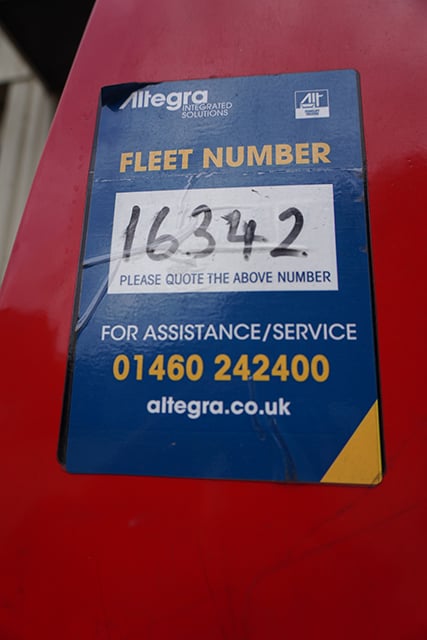 Altegra
INTEGRATED
SOLUTIONS
FLEET NUMBER
16342
PLEASE QUOTE THE ABOVE NUMBER
FOR ASSISTANCE/SERVICE
01460 242400
altegra.co.uk